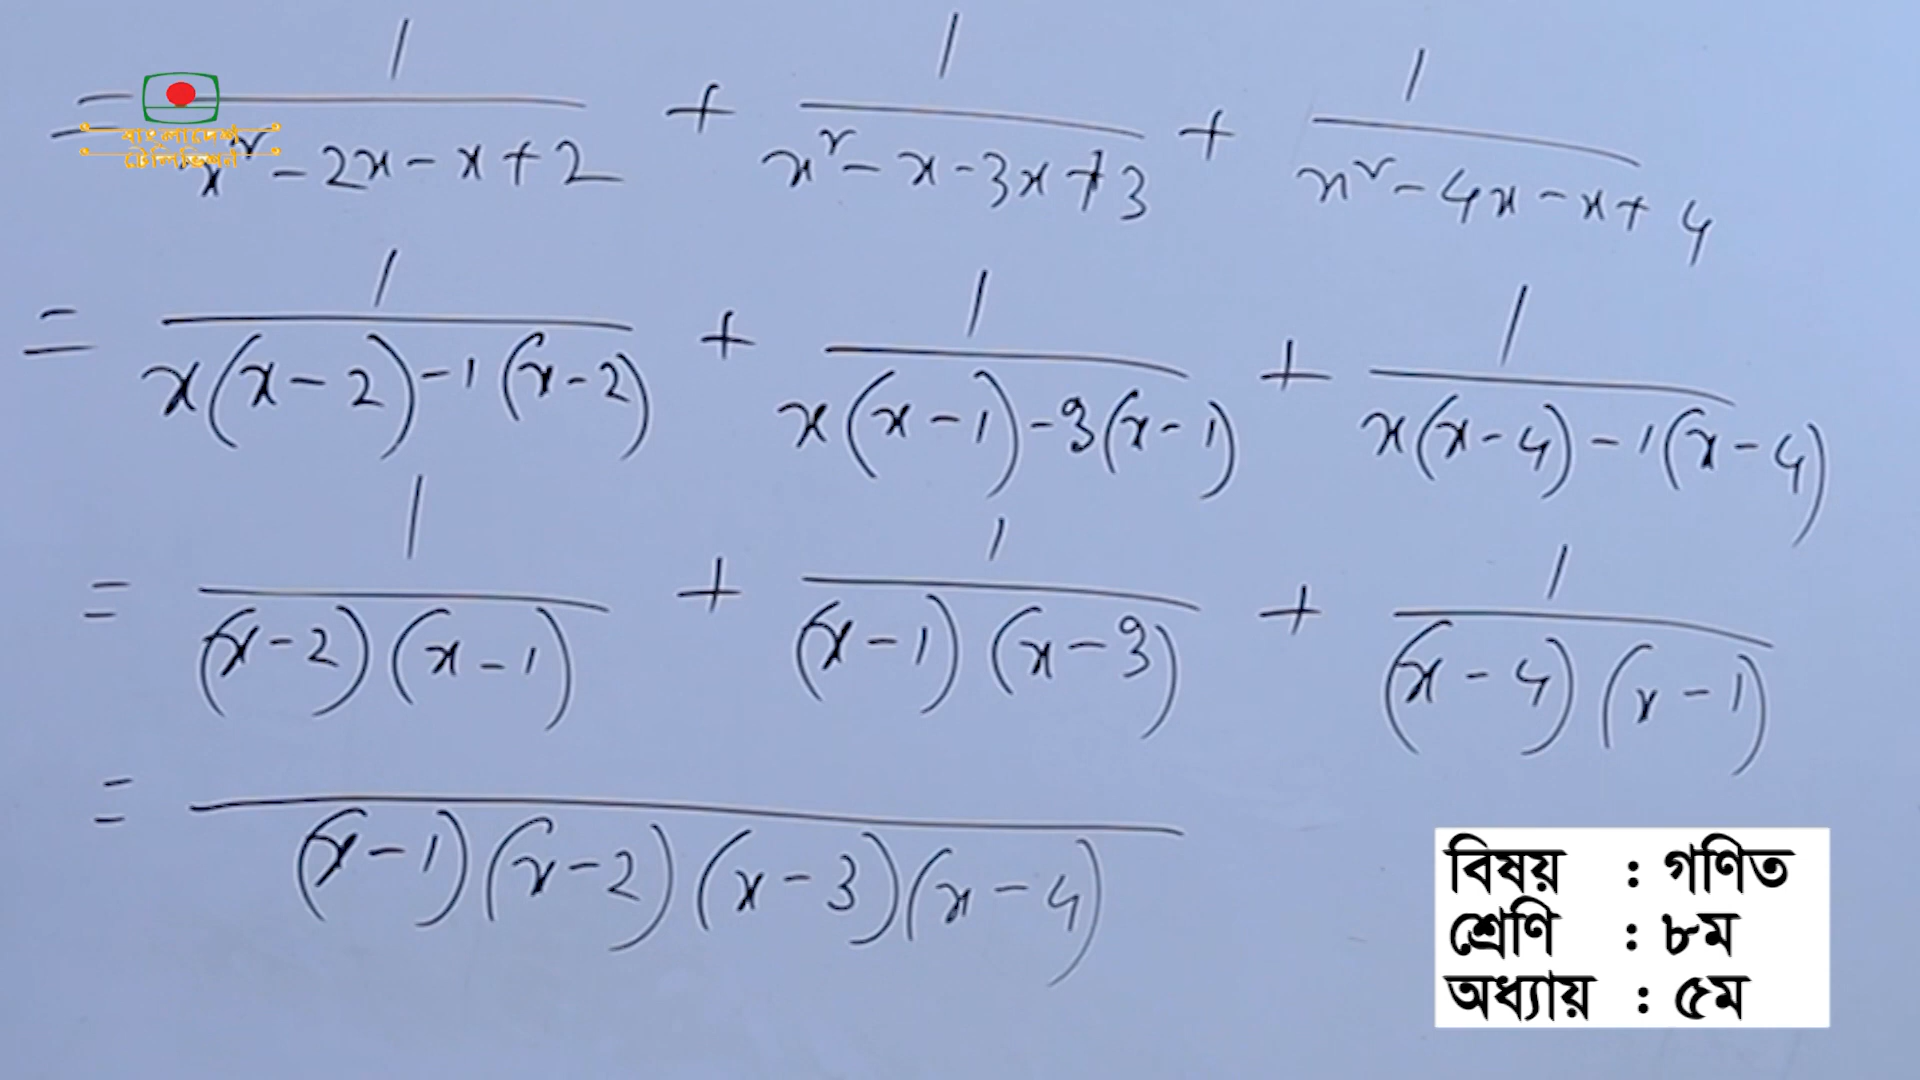 বাংলাদেশ
টেলিভিশন
= 1/(x² - 2x - x + 2) + 1/(x² - x - 3x + 3) + 1/(x² - 4x - x + 4)
= 1/(x(x - 2) - 1(x - 2)) + 1/(x(x - 1) - 3(x - 1)) + 1/(x(x - 4) - 1(x - 4))
= 1/((x - 2)(x - 1)) + 1/((x - 1)(x - 3)) + 1/((x - 4)(x - 1))
= /((x - 1)(x - 2)(x - 3)(x - 4))
বিষয় : গণিত
শ্রেণি : ৮ম
অধ্যায় : ৫ম